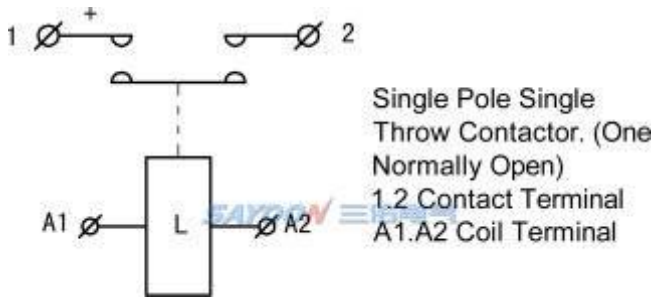 1 + 2
Single Pole Single
Throw Contactor. (One
Normally Open)
1.2 Contact Terminal
A1.A2 Coil Terminal
A1 L A2